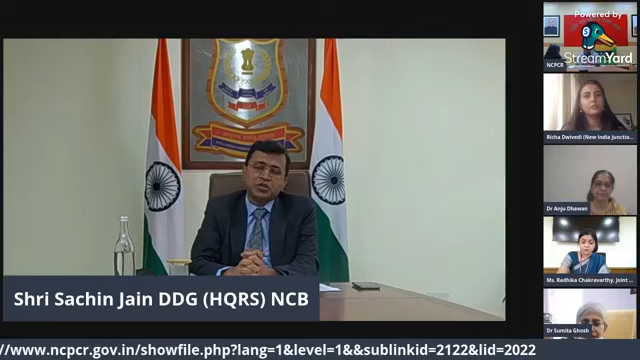 Powered by
StreamYard
NCPCR
Richa Dwivedi (New India Junctio...
Dr Anju Dhawan
Ms. Radhika Chakravarthy, Joint ...
Dr Sumita Ghosh
Shri Sachin Jain DDG (HQRS) NCB
//www.ncpcr.gov.in/showfile.php?lang=1&level=1&&sublinkid=2122&lid=2022